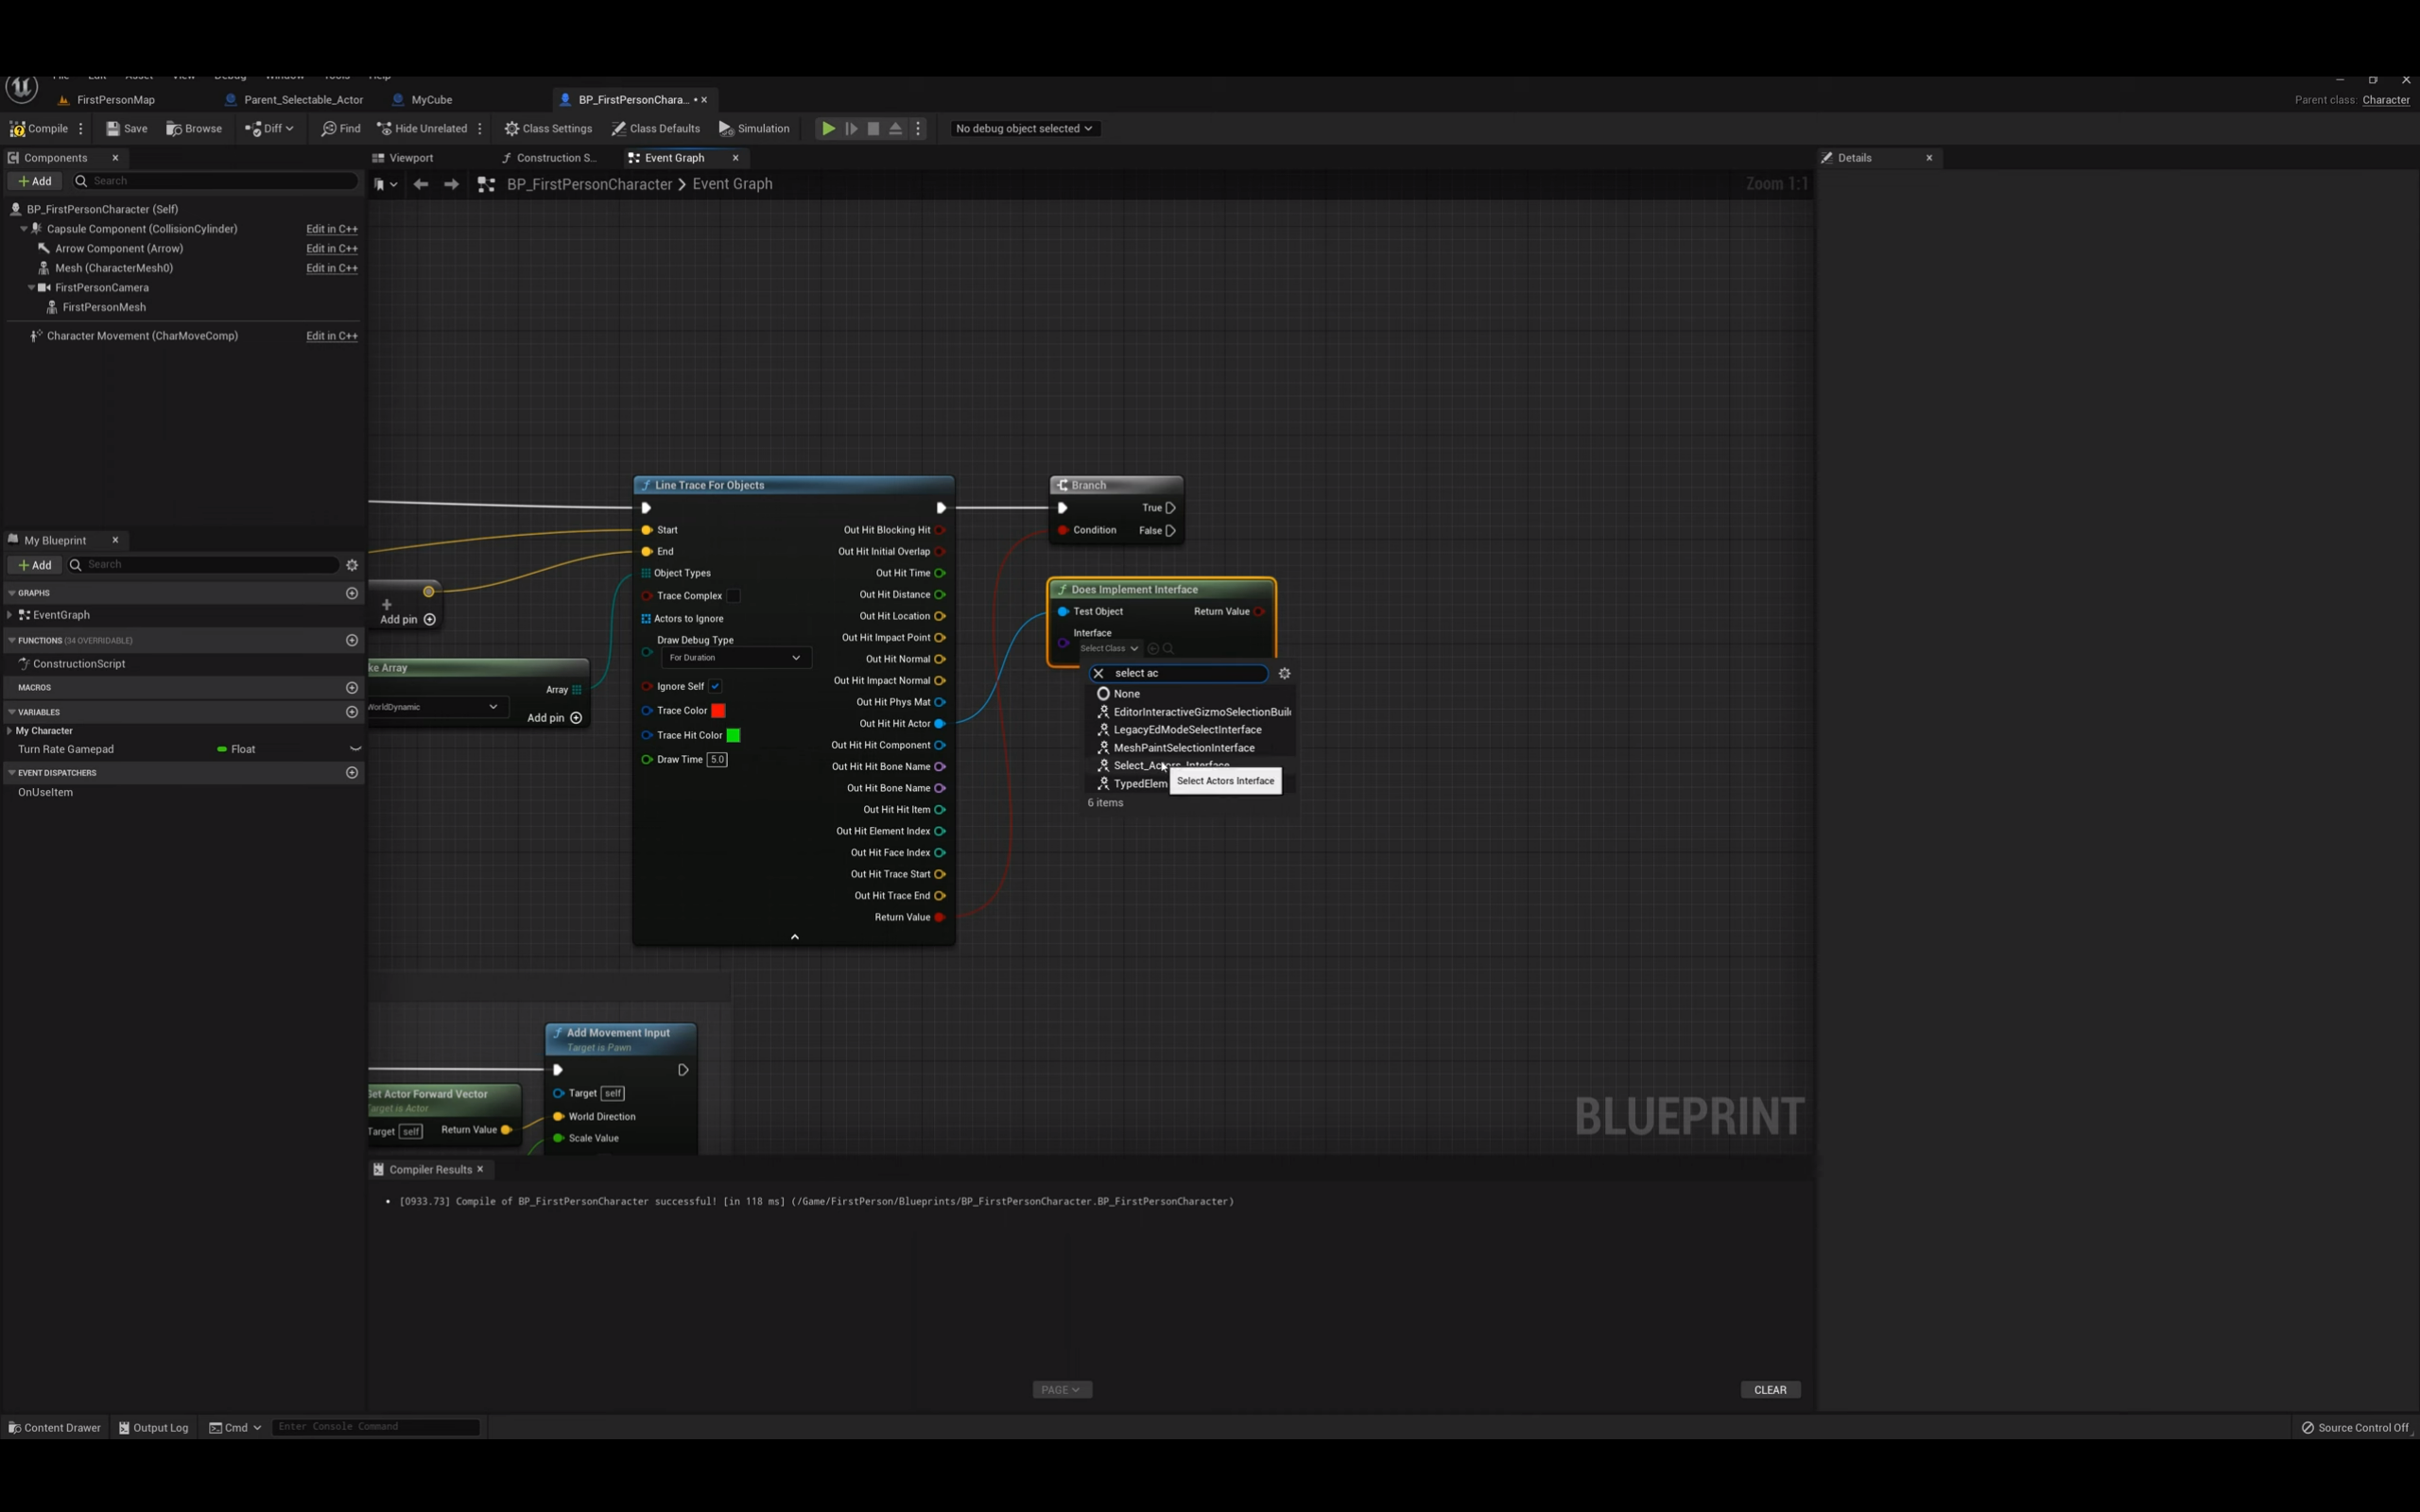 File Edit Asset View Debug Window Tools Help
FirstPersonMap Parent_Selectable_Actor MyCube BP_FirstPersonChara... • ×
Parent class: Character
Compile Save Browse Diff Find Hide Unrelated Class Settings Class Defaults Simulation No debug object selected
Components
Add Search
BP_FirstPersonCharacter (Self)
Capsule Component (CollisionCylinder) Edit in C++
Arrow Component (Arrow) Edit in C++
Mesh (CharacterMesh0) Edit in C++
FirstPersonCamera
FirstPersonMesh
Character Movement (CharMoveComp) Edit in C++
My Blueprint
Add Search
GRAPHS
EventGraph
FUNCTIONS (34 OVERRIDABLE)
ConstructionScript
MACROS
VARIABLES
My Character
Turn Rate Gamepad Float
EVENT DISPATCHERS
OnUseItem
Viewport Construction S... Event Graph
BP_FirstPersonCharacter > Event Graph
Zoom 1:1
Details
Add pin
ke Array
Array
WorldDynamic
Add pin
Line Trace For Objects
Start
End
Object Types
Trace Complex
Actors to Ignore
Draw Debug Type
For Duration
Ignore Self
Trace Color
Trace Hit Color
Draw Time 5.0
Out Hit Blocking Hit
Out Hit Initial Overlap
Out Hit Time
Out Hit Distance
Out Hit Location
Out Hit Impact Point
Out Hit Normal
Out Hit Impact Normal
Out Hit Phys Mat
Out Hit Hit Actor
Out Hit Hit Component
Out Hit Hit Bone Name
Out Hit Bone Name
Out Hit Hit Item
Out Hit Element Index
Out Hit Face Index
Out Hit Trace Start
Out Hit Trace End
Return Value
Branch
True
Condition False
Does Implement Interface
Test Object Return Value
Interface
Select Class
select ac
None
EditorInteractiveGizmoSelectionBuil
LegacyEdModeSelectInterface
MeshPaintSelectionInterface
Select_Actors_Interface
TypedElem
Select Actors Interface
6 items
Add Movement Input
Target is Pawn
Target self
World Direction
Scale Value
Get Actor Forward Vector
Target is Actor
Target self Return Value
BLUEPRINT
Compiler Results
• [0933.73] Compile of BP_FirstPersonCharacter successful! [in 118 ms] (/Game/FirstPerson/Blueprints/BP_FirstPersonCharacter.BP_FirstPersonCharacter)
PAGE
CLEAR
Content Drawer Output Log Cmd Enter Console Command
Source Control Off